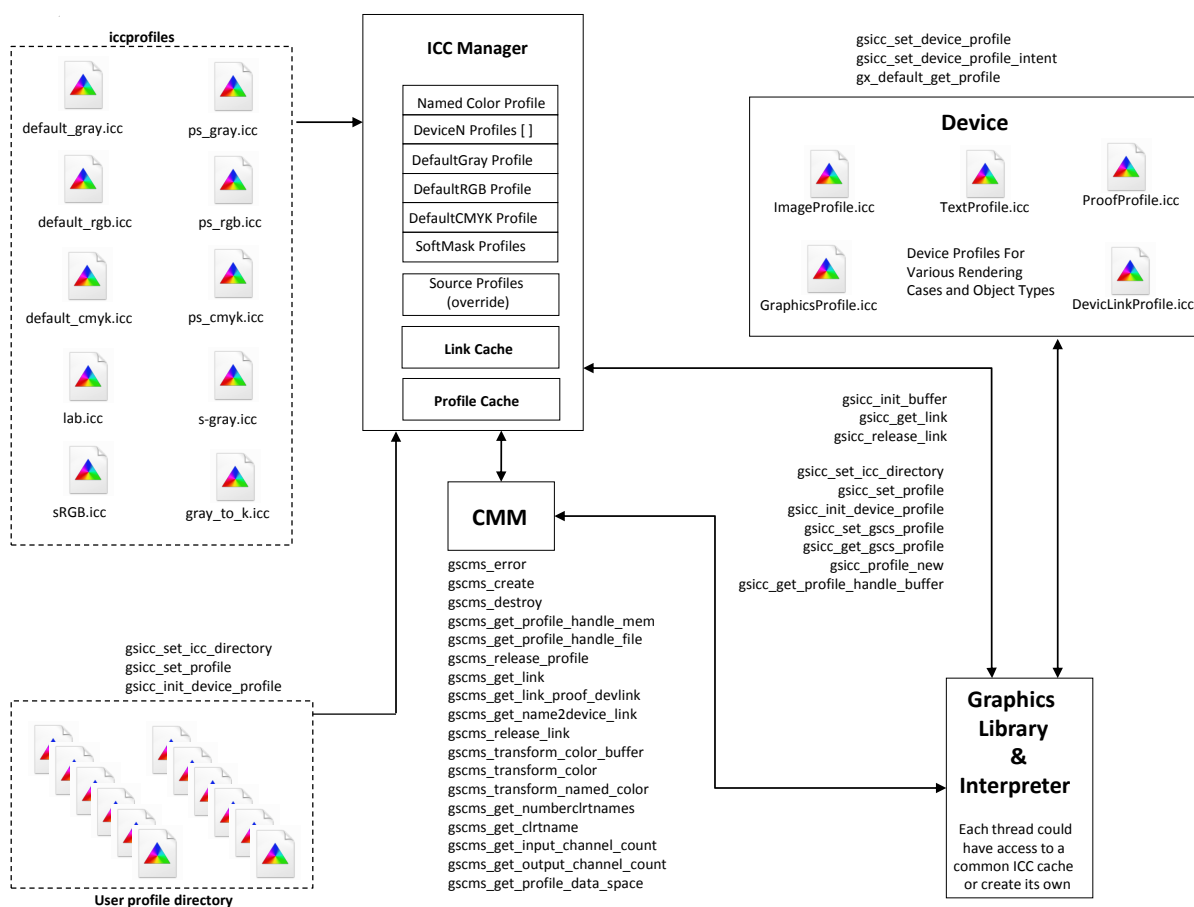 iccprofiles
default_gray.icc
ps_gray.icc
default_rgb.icc
ps_rgb.icc
default_cmyk.icc
ps_cmyk.icc
lab.icc
s-gray.icc
sRGB.icc
gray_to_k.icc
ICC Manager
Named Color Profile
DeviceN Profiles [ ]
DefaultGray Profile
DefaultRGB Profile
DefaultCMYK Profile
SoftMask Profiles
Source Profiles
(override)
Link Cache
Profile Cache
gsicc_set_device_profile
gsicc_set_device_profile_intent
gx_default_get_profile
Device
ImageProfile.icc
TextProfile.icc
ProofProfile.icc
GraphicsProfile.icc
Device Profiles For
Various Rendering
Cases and Object Types
DevicLinkProfile.icc
gsicc_init_buffer
gsicc_get_link
gsicc_release_link
gsicc_set_icc_directory
gsicc_set_profile
gsicc_init_device_profile
gsicc_set_gscs_profile
gsicc_get_gscs_profile
gsicc_profile_new
gsicc_get_profile_handle_buffer
CMM
gscms_error
gscms_create
gscms_destroy
gscms_get_profile_handle_mem
gscms_get_profile_handle_file
gscms_release_profile
gscms_get_link
gscms_get_link_proof_devlink
gscms_get_name2device_link
gscms_release_link
gscms_transform_color_buffer
gscms_transform_color
gscms_transform_named_color
gscms_get_numberclrtnames
gscms_get_clrtname
gscms_get_input_channel_count
gscms_get_output_channel_count
gscms_get_profile_data_space
gsicc_set_icc_directory
gsicc_set_profile
gsicc_init_device_profile
User profile directory
Graphics
Library
&
Interpreter
Each thread could
have access to a
common ICC cache
or create its own